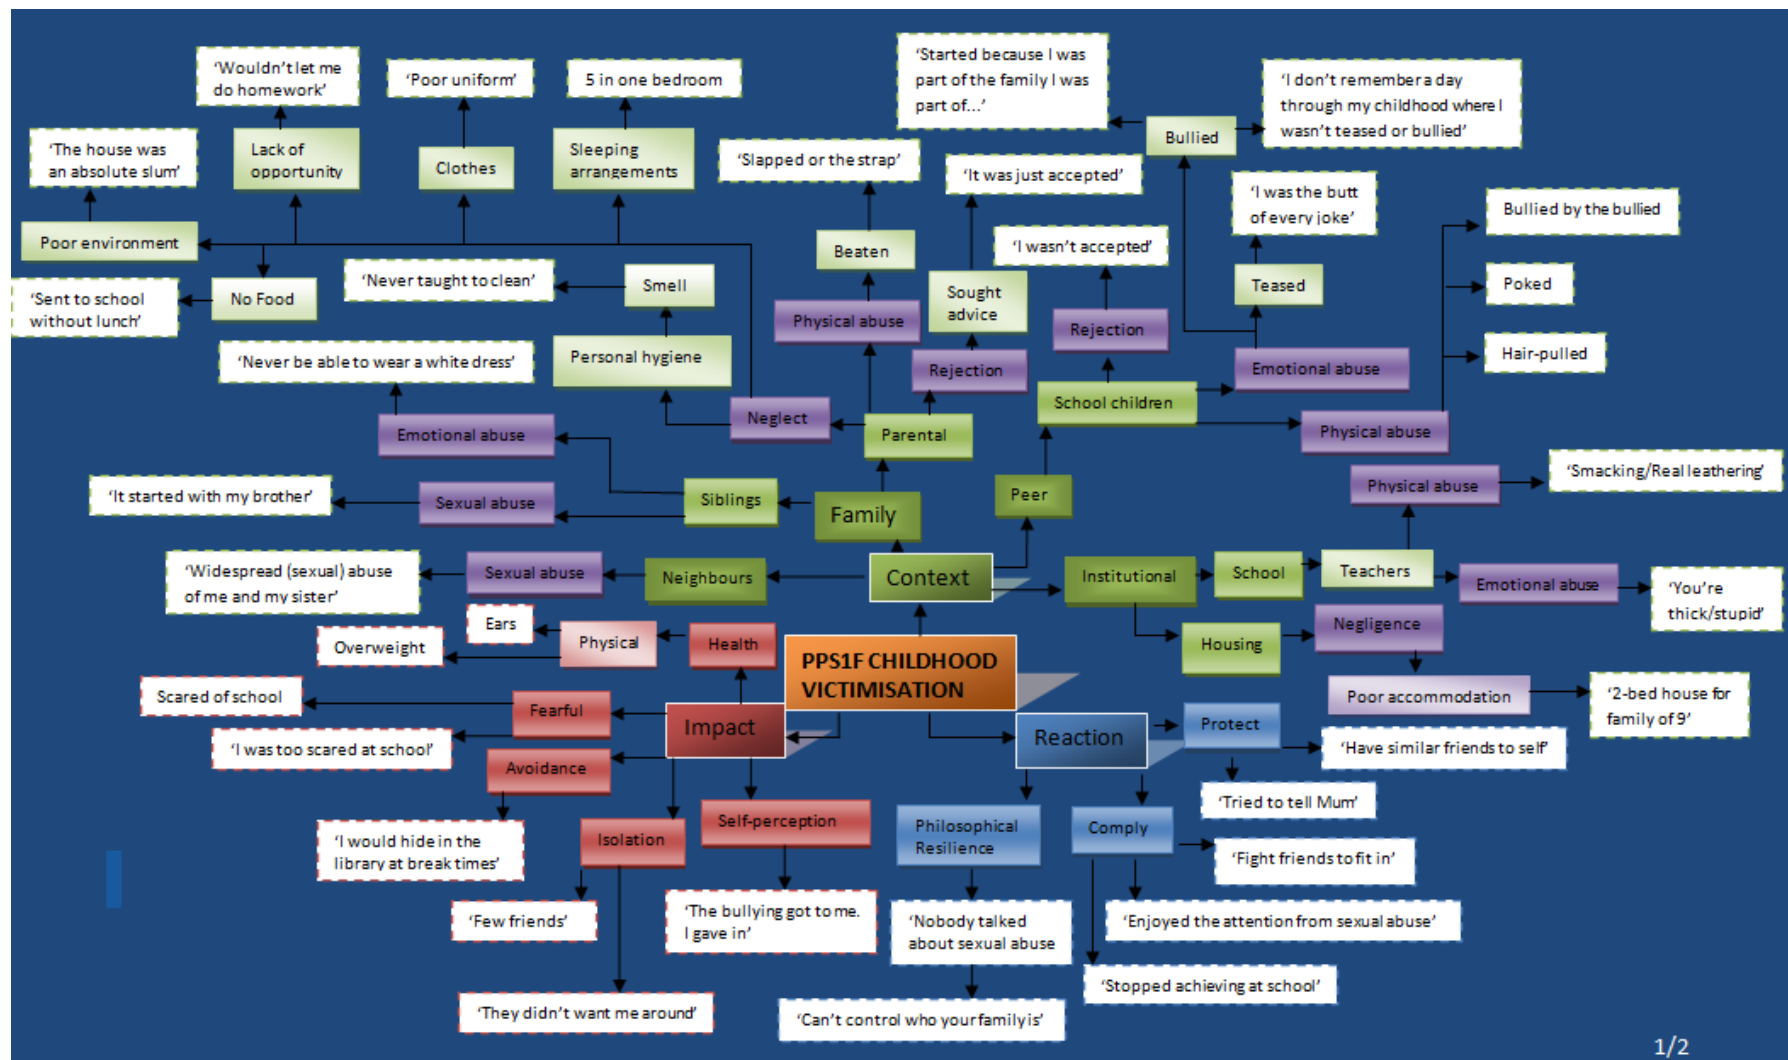 ‘Wouldn’t let me
do homework’
‘Poor uniform’
5 in one bedroom
‘Started because I was
part of the family I was
part of...’
‘I don’t remember a day
through my childhood where I
wasn’t teased or bullied’
‘The house was
an absolute slum’
Lack of
opportunity
Clothes
Sleeping
arrangements
‘Slapped or the strap’
‘It was just accepted’
Bullied
‘I was the butt
of every joke’
Bullied by the bullied
Poor environment
Beaten
‘I wasn’t accepted’
‘Sent to school
without lunch’
No Food
‘Never taught to clean’
Smell
Sought
advice
Teased
Poked
Physical abuse
Rejection
‘Never be able to wear a white dress’
Personal hygiene
Rejection
Emotional abuse
Hair-pulled
Emotional abuse
Neglect
Parental
School children
Physical abuse
‘It started with my brother’
Sexual abuse
Siblings
Family
Peer
Physical abuse
‘Smacking/Real leathering’
‘Widespread (sexual) abuse
of me and my sister’
Sexual abuse
Neighbours
Context
Institutional
School
Teachers
Emotional abuse
‘You’re
thick/stupid’
Ears
Overweight
Physical
Health
PPS1F CHILDHOOD
VICTIMISATION
Housing
Negligence
Poor accommodation
‘2-bed house for
family of 9’
Scared of school
Fearful
Impact
Reaction
Protect
‘I was too scared at school’
‘Have similar friends to self’
Avoidance
‘Tried to tell Mum’
‘I would hide in the
library at break times’
Isolation
Self-perception
Philosophical
Resilience
Comply
‘Fight friends to fit in’
‘Few friends’
‘The bullying got to me.
I gave in’
‘Nobody talked
about sexual abuse
‘Enjoyed the attention from sexual abuse’
‘Stopped achieving at school’
‘They didn’t want me around’
‘Can’t control who your family is’
1/2